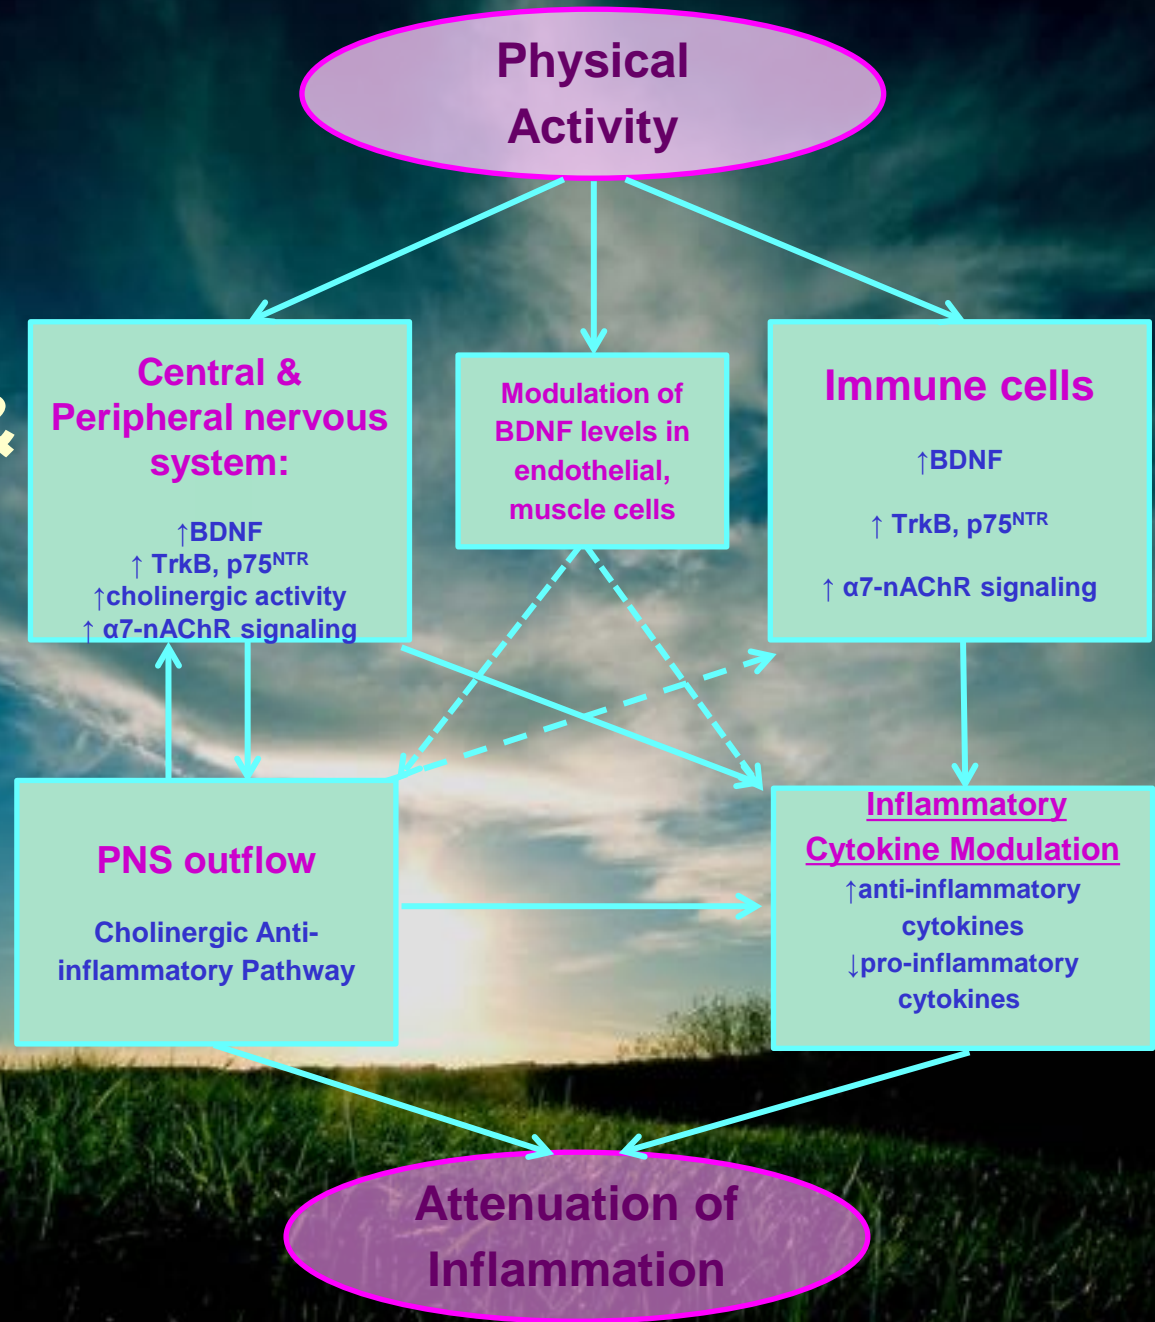 Physical
Activity
&
Central &
Peripheral nervous
system:
↑BDNF
↑ TrkB, p75NTR
↑cholinergic activity
↑ α7-nAChR signaling
Modulation of
BDNF levels in
endothelial,
muscle cells
Immune cells
↑BDNF
↑ TrkB, p75NTR
↑ α7-nAChR signaling
PNS outflow
Cholinergic Anti-
inflammatory Pathway
Inflammatory
Cytokine Modulation
↑anti-inflammatory
cytokines
↓pro-inflammatory
cytokines
Attenuation of
Inflammation